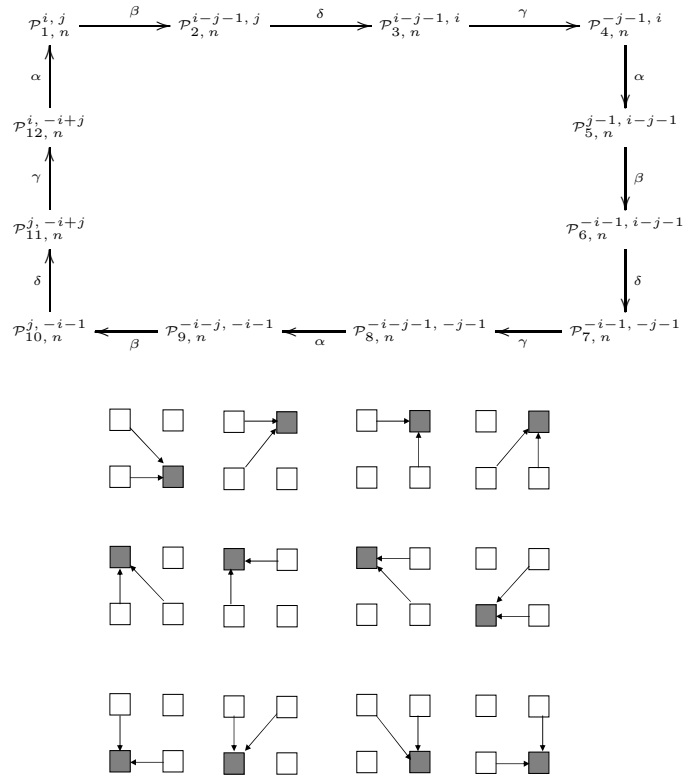 𝒫_{1, n}^{i, j} β 𝒫_{2, n}^{i−j−1, j} δ 𝒫_{3, n}^{i−j−1, i} γ 𝒫_{4, n}^{−j−1, i}
α α
𝒫_{12, n}^{i, −i+j} 𝒫_{5, n}^{j−1, i−j−1}
γ β
𝒫_{11, n}^{j, −i+j} 𝒫_{6, n}^{−i−1, i−j−1}
δ δ
𝒫_{10, n}^{j, −i−1} β 𝒫_{9, n}^{−i−j, −i−1} α 𝒫_{8, n}^{−i−j−1, −j−1} γ 𝒫_{7, n}^{−i−1, −j−1}